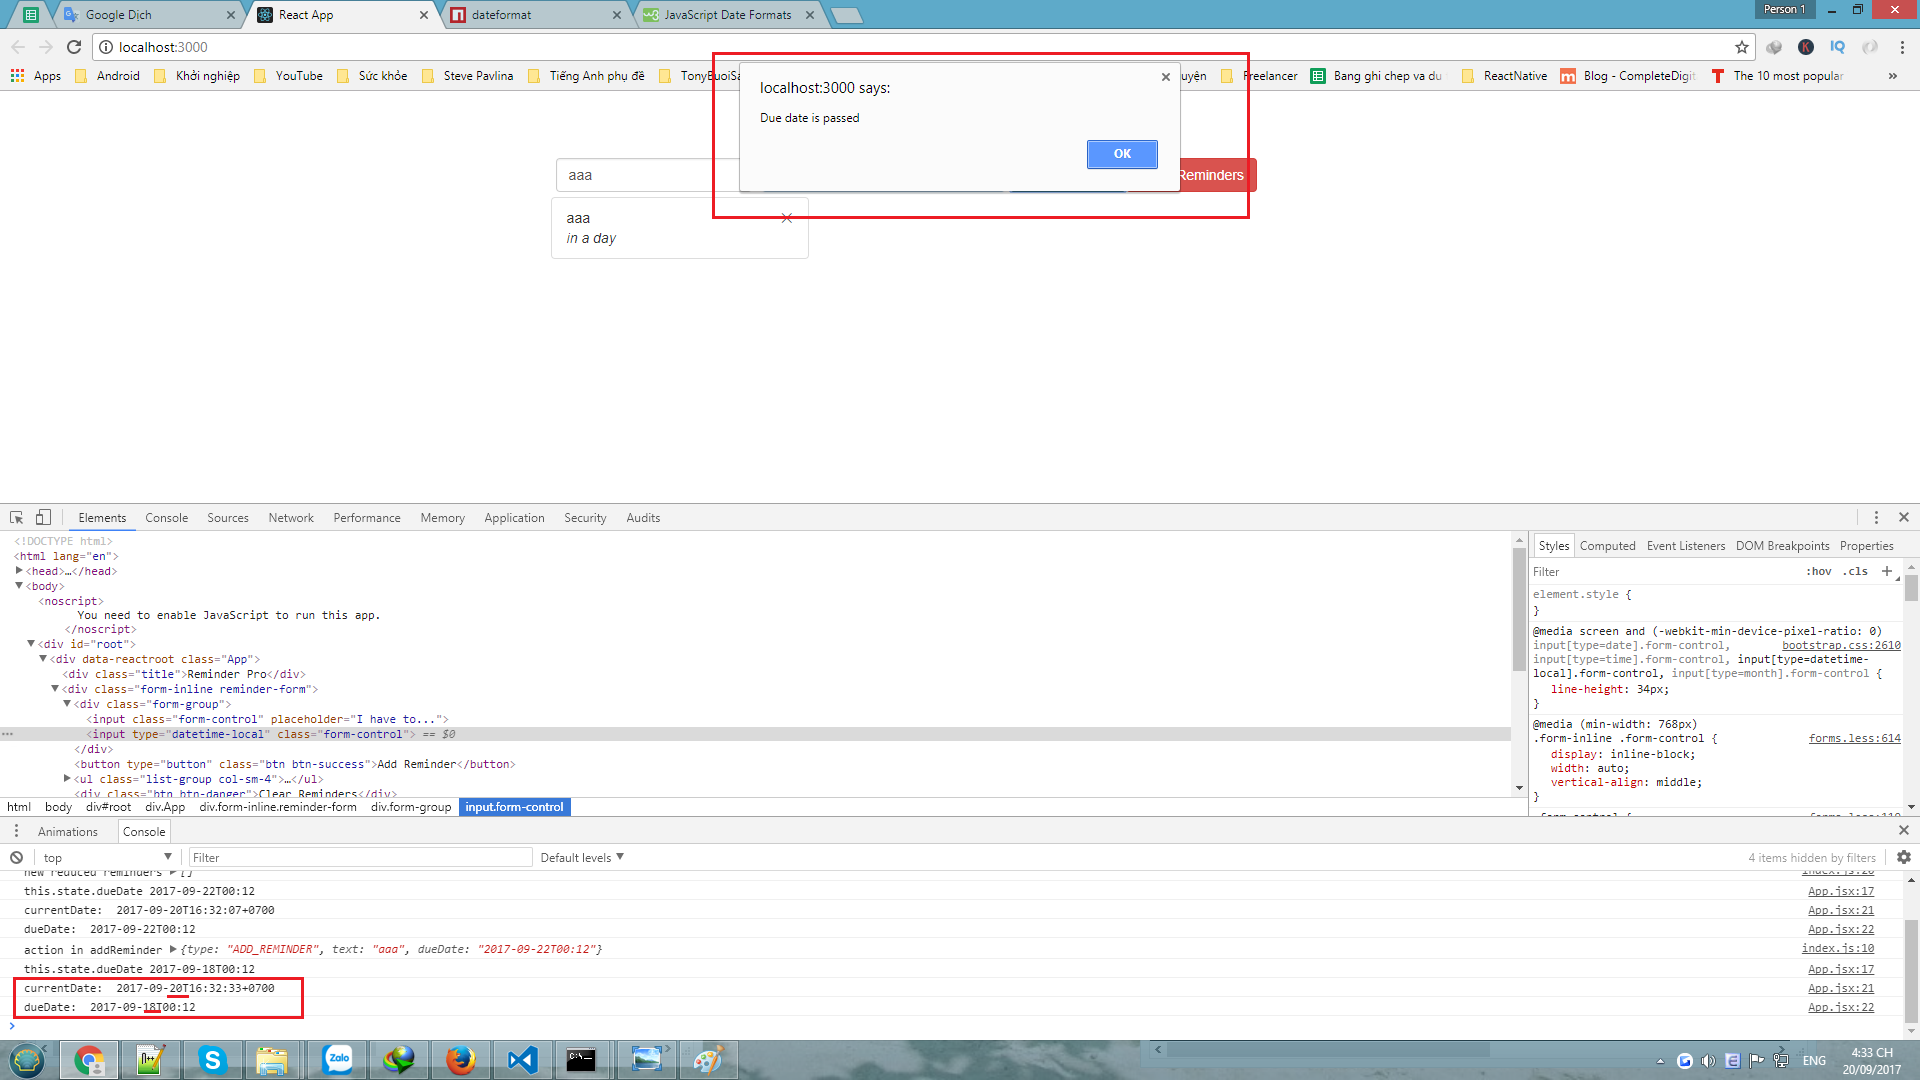 Google Dịch
React App
dateformat
JavaScript Date Formats
Person 1
localhost:3000
Apps
Android
Khởi nghiệp
YouTube
Sức khỏe
Steve Pavlina
Tiếng Anh phụ đề
TonyBuoiSa
uyện
Freelancer
Bang ghi chep va du
ReactNative
Blog - CompleteDigit
The 10 most popular
»
localhost:3000 says:
Due date is passed
OK
aaa
Reminders
aaa
in a day
Elements
Console
Sources
Network
Performance
Memory
Application
Security
Audits
<!DOCTYPE html>
<html lang="en">
<head>…</head>
<body>
<noscript>
You need to enable JavaScript to run this app.
</noscript>
<div id="root">
<div data-reactroot class="App">
<div class="title">Reminder Pro</div>
<div class="form-inline reminder-form">
<div class="form-group">
<input class="form-control" placeholder="I have to...">
<input type="datetime-local" class="form-control"> == $0
</div>
<button type="button" class="btn btn-success">Add Reminder</button>
<ul class="list-group col-sm-4">…</ul>
<div class="btn btn-danger">Clear Reminders</div>
html body div#root div.App div.form-inline.reminder-form div.form-group input.form-control
Styles
Computed
Event Listeners
DOM Breakpoints
Properties
Filter
:hov .cls +
element.style {
}
@media screen and (-webkit-min-device-pixel-ratio: 0)
input[type=date].form-control, bootstrap.css:2610
input[type=time].form-control, input[type=datetime-
local].form-control, input[type=month].form-control {
line-height: 34px;
}
@media (min-width: 768px)
.form-inline .form-control { forms.less:614
display: inline-block;
width: auto;
vertical-align: middle;
}
.form-control { forms.less:110
Animations
Console
top
Filter
Default levels
4 items hidden by filters
new reduced reminders [] index.js:20
this.state.dueDate 2017-09-22T00:12 App.jsx:17
currentDate: 2017-09-20T16:32:07+0700 App.jsx:21
dueDate: 2017-09-22T00:12 App.jsx:22
action in addReminder {type: "ADD_REMINDER", text: "aaa", dueDate: "2017-09-22T00:12"} index.js:10
this.state.dueDate 2017-09-18T00:12 App.jsx:17
currentDate: 2017-09-20T16:32:33+0700 App.jsx:21
dueDate: 2017-09-18T00:12 App.jsx:22
Zalo
ENG
4:33 CH
20/09/2017